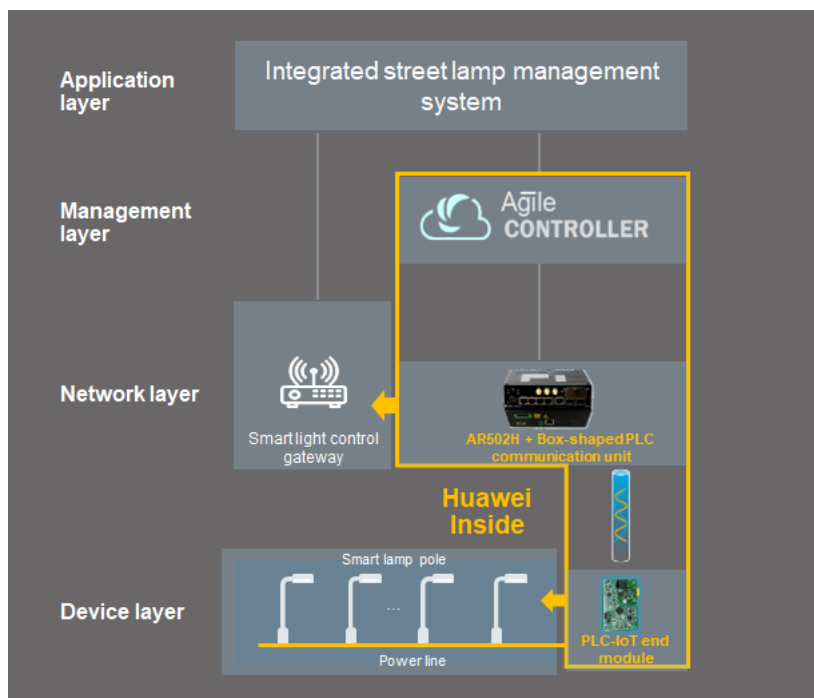 Application
layer
Integrated street lamp management
system
Management
layer
Agile
CONTROLLER
Network layer
Smart light control
gateway
AR502H + Box-shaped PLC
communication unit
Huawei
Inside
Device layer
Smart lamp pole
...
Power line
PLC-IoT end
module